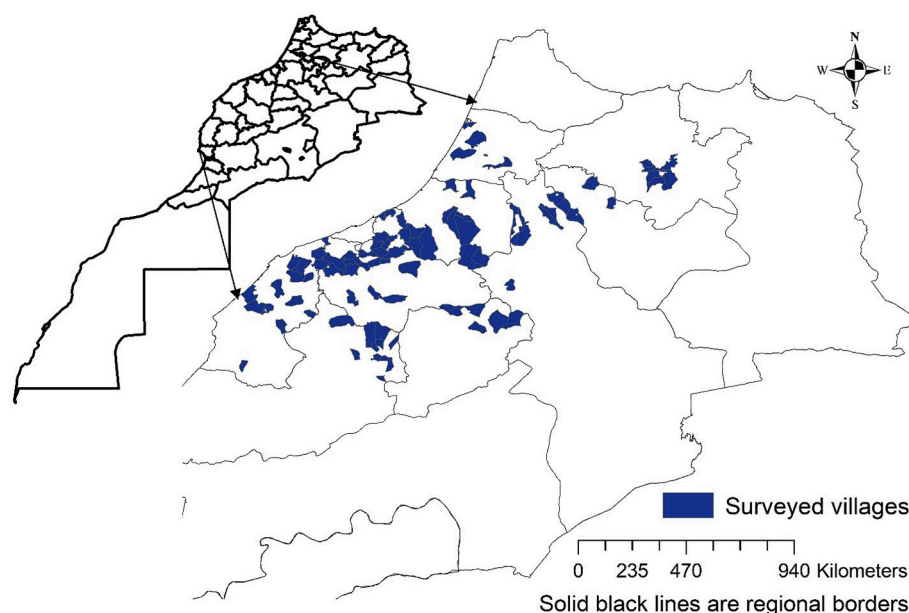 N
W E
S
Surveyed villages
0 235 470 940 Kilometers
Solid black lines are regional borders